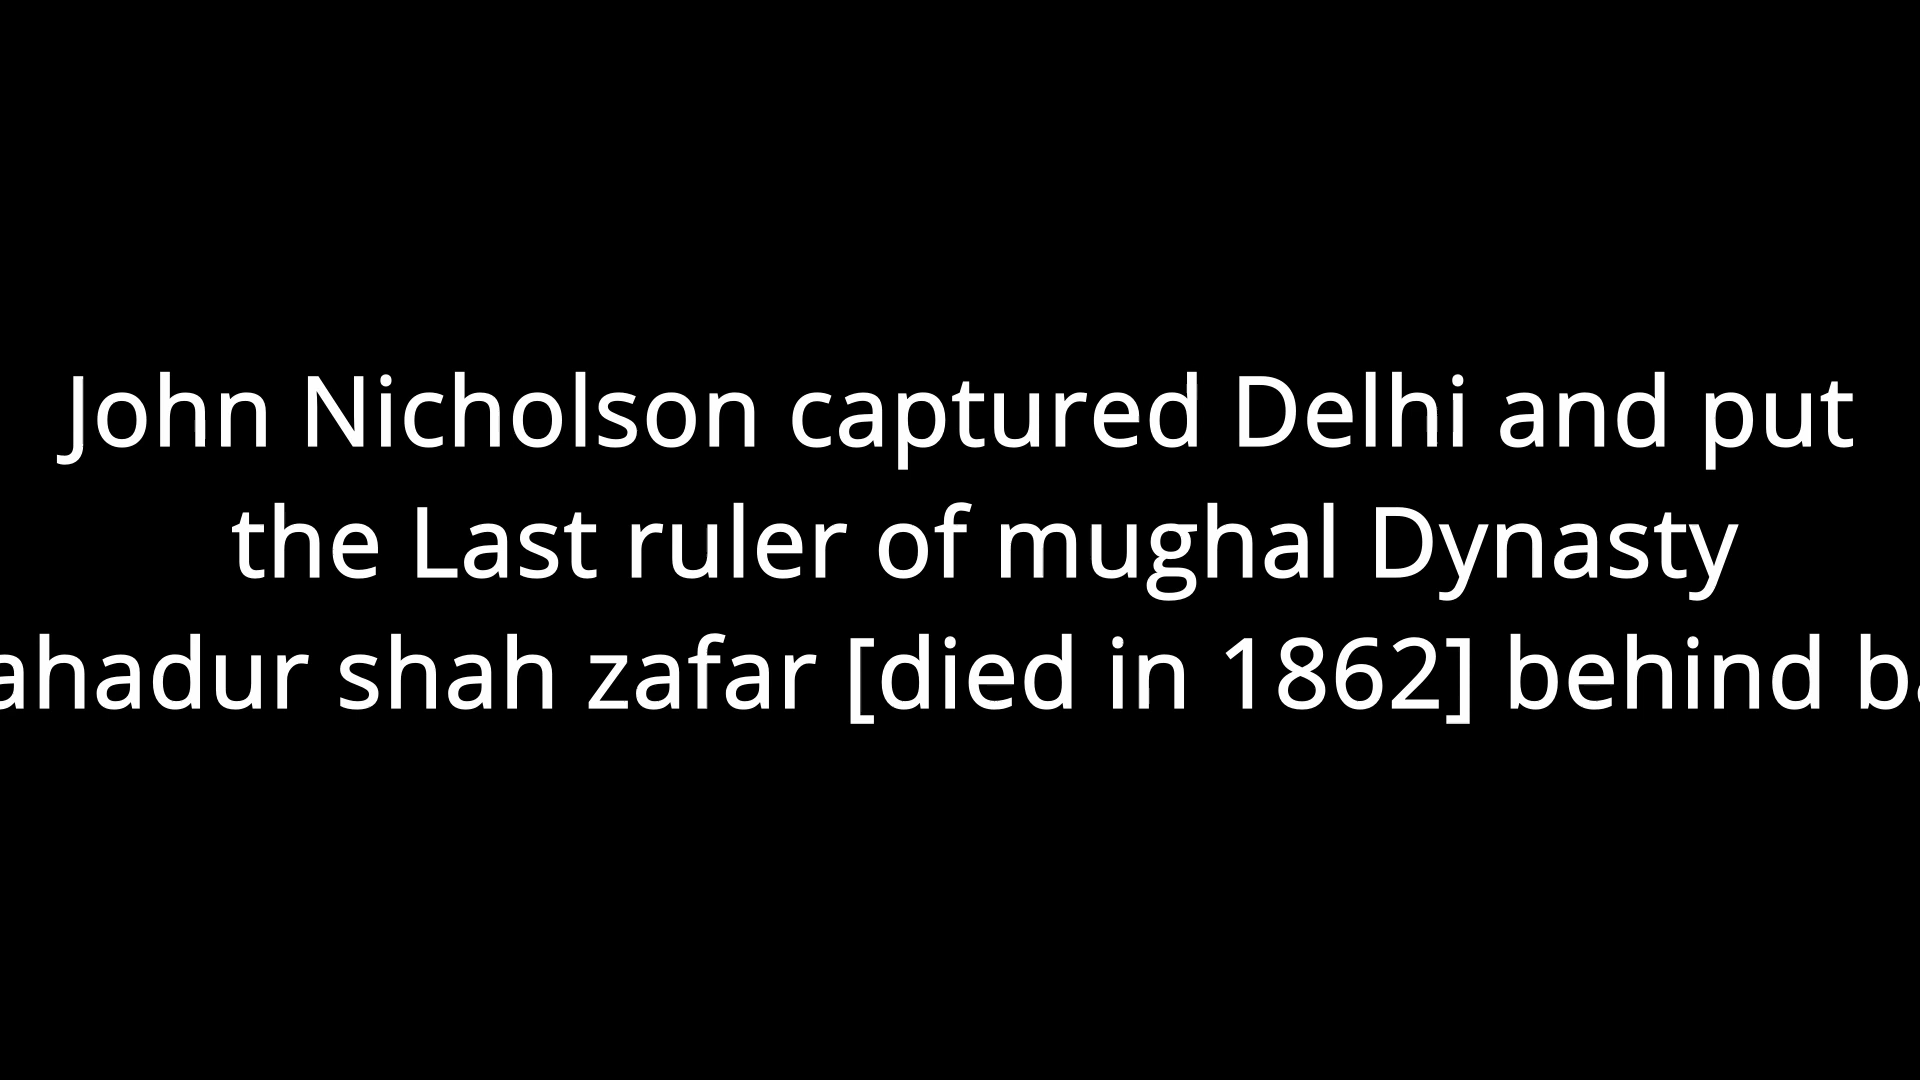 John Nicholson captured Delhi and put
the Last ruler of mughal Dynasty
ahadur shah zafar [died in 1862] behind ba